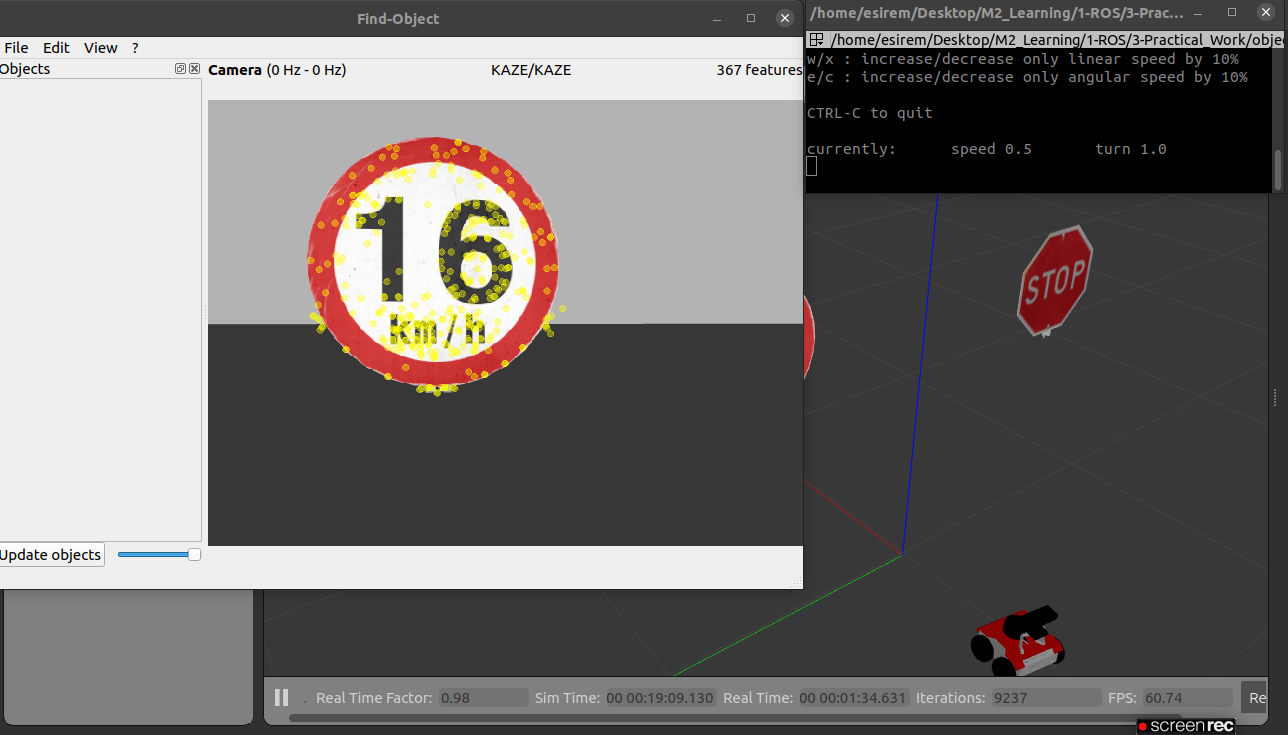 Find-Object
File Edit View ?
Objects
Camera (0 Hz - 0 Hz) KAZE/KAZE 367 features
16
km/h
Update objects
/home/esirem/Desktop/M2_Learning/1-ROS/3-Prac...
/home/esirem/Desktop/M2_Learning/1-ROS/3-Practical_Work/obje
w/x : increase/decrease only linear speed by 10%
e/c : increase/decrease only angular speed by 10%
CTRL-C to quit
currently: speed 0.5 turn 1.0
STOP
Real Time Factor: 0.98 Sim Time: 00 00:19:09.130 Real Time: 00 00:01:34.631 Iterations: 9237 FPS: 60.74 Re
screenrec